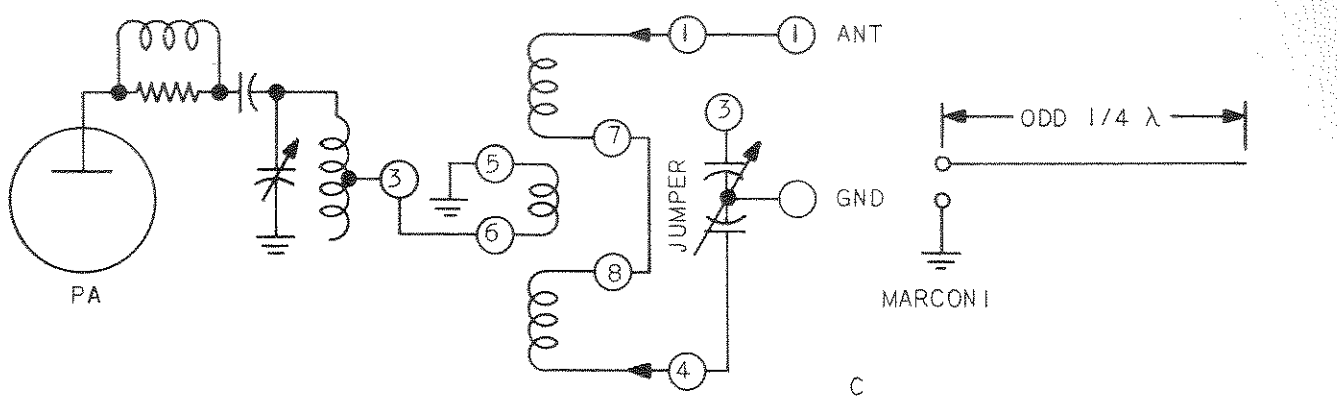 1 1 ANT
3
ODD 1/4 λ
7
5
3
JUMPER
GND
6
8
PA
MARCONI
4
C